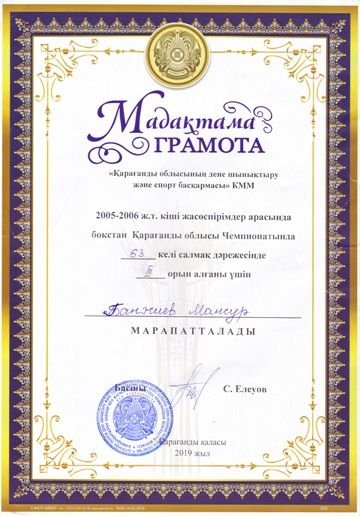 Мадақтама
ГРАМОТА
«Қарағанды облысының дене шынықтыру
және спорт басқармасы» КММ
2005-2006 ж.т. кіші жасөспірімдер арасында
бокстан Қарағанды облысы Чемпионатында
63 келі салмақ дәрежесінде
III орын алғаны үшін
Мансур
МАРАПАТТАЛАДЫ
Басшы С. Елеуов
Қарағанды қаласы
2019 жыл